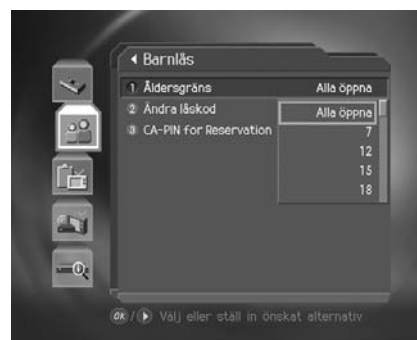 Barnlås
1 Åldersgräns Alla öppna
2 Ändra låskod Alla öppna
3 CA-PIN for Reservation 7
12
15
18
OK/ Välj eller ställ in önskat alternativ